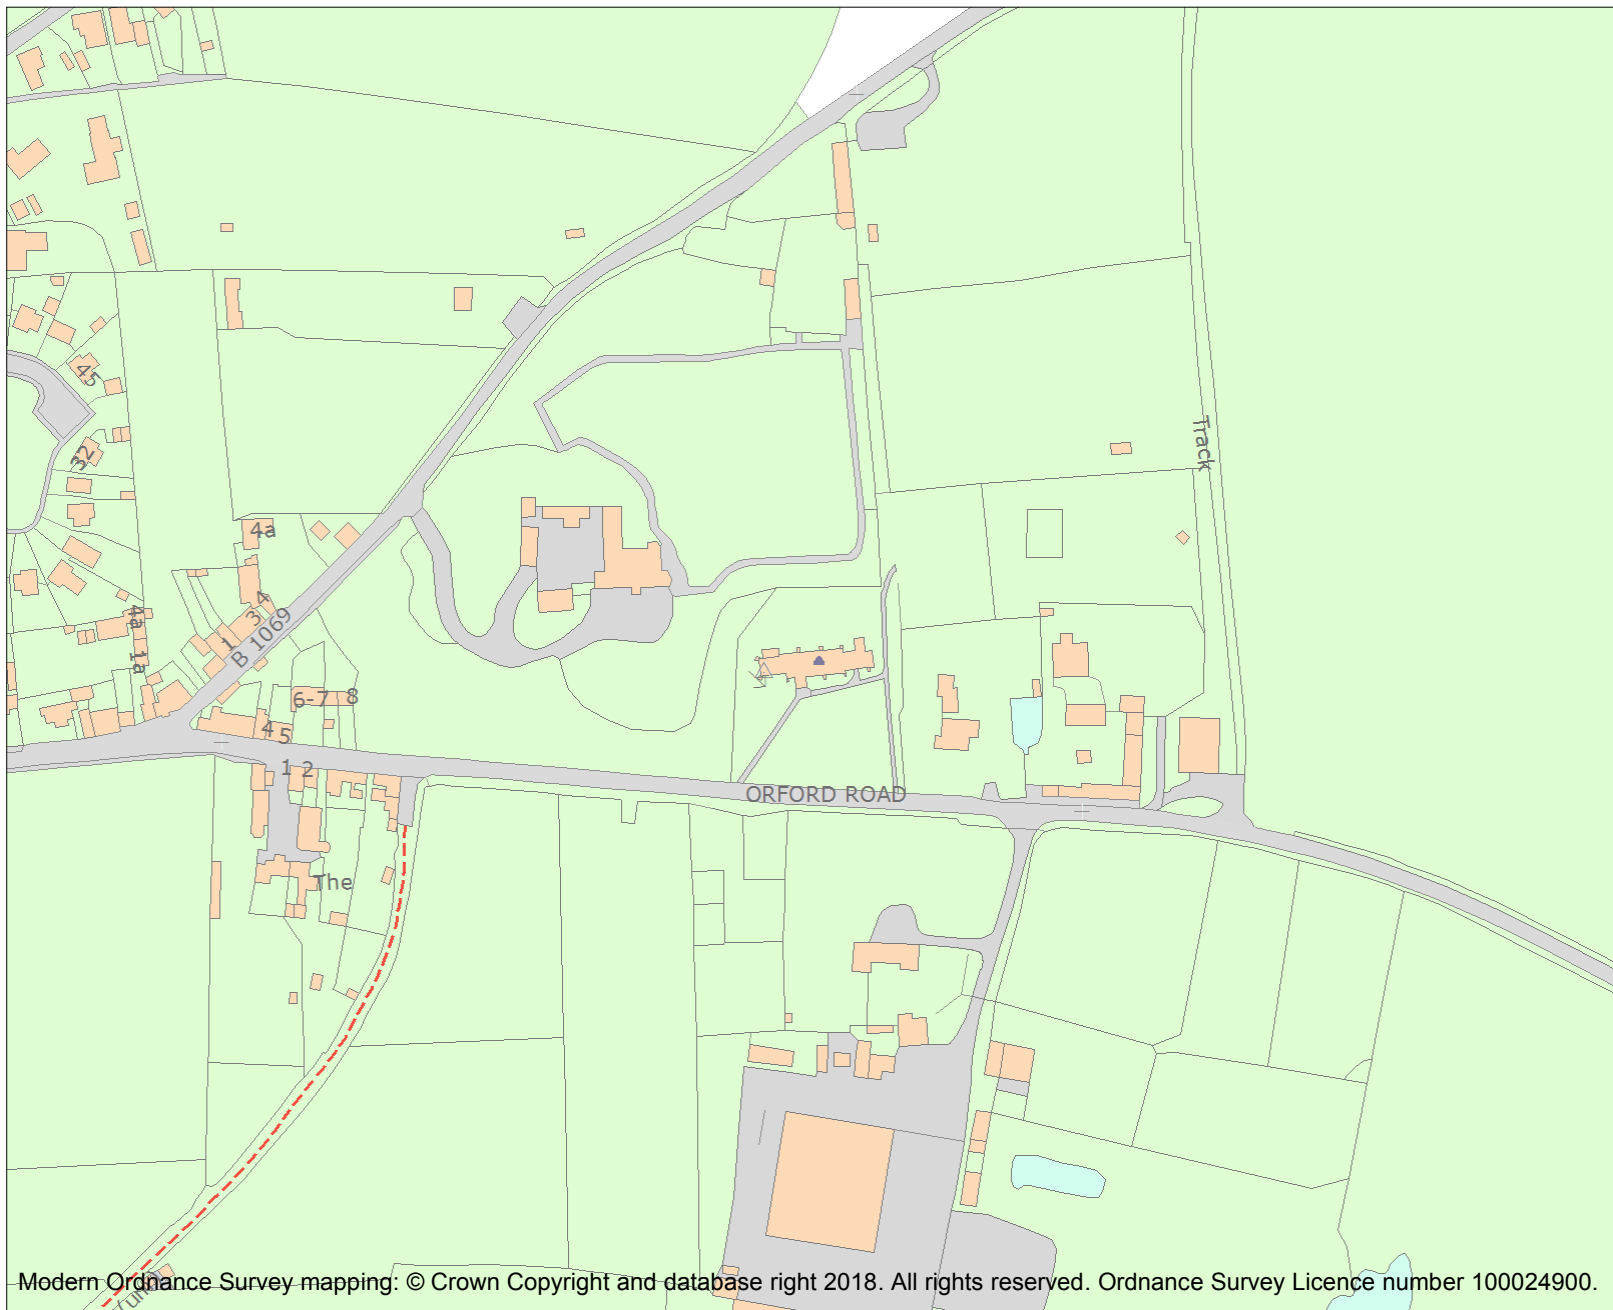 45
Track
32
4a
4
3
1
B 1069
4a
1a
6-7
8
4
5
1
2
ORFORD ROAD
The
Modern Ordnance Survey mapping: © Crown Copyright and database right 2018. All rights reserved. Ordnance Survey Licence number 100024900.